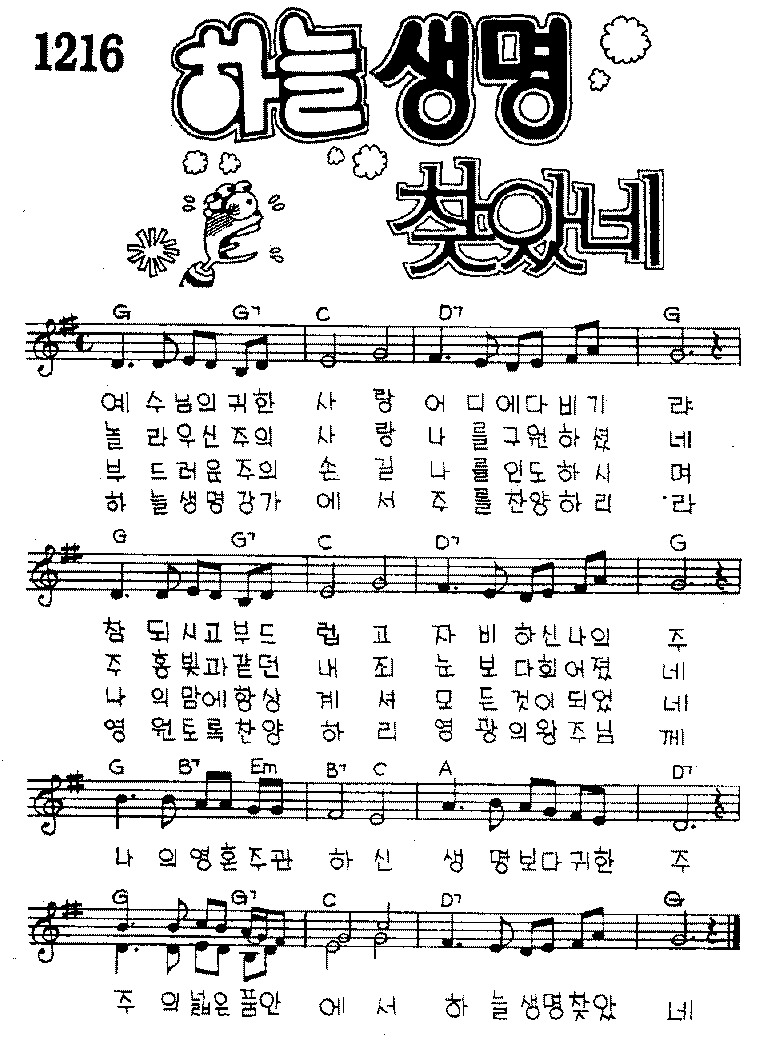 1216
하늘 생명
찾았네
G G7 C D7 G
예수님의귀한 사랑 어디에다비기랴
놀라우신주의 사랑 나를구원하셨네
부드러움주의 손길 나를인도하시며
하늘생명강가에서 주를찬양하리라
G G7 C D7 G
참되시고부드럽고 자비하신나의주
주홍빛과같던 내죄 눈보다희어졌네
나의맘에항상계셔 모든것이되었네
영원토록찬양하리 영광의왕주님께
G B7 Em B7 C A D7
나의영혼주관하신 생명보다귀한주
G G7 C D7 G
주의넓은품안에서 하늘생명찾았네